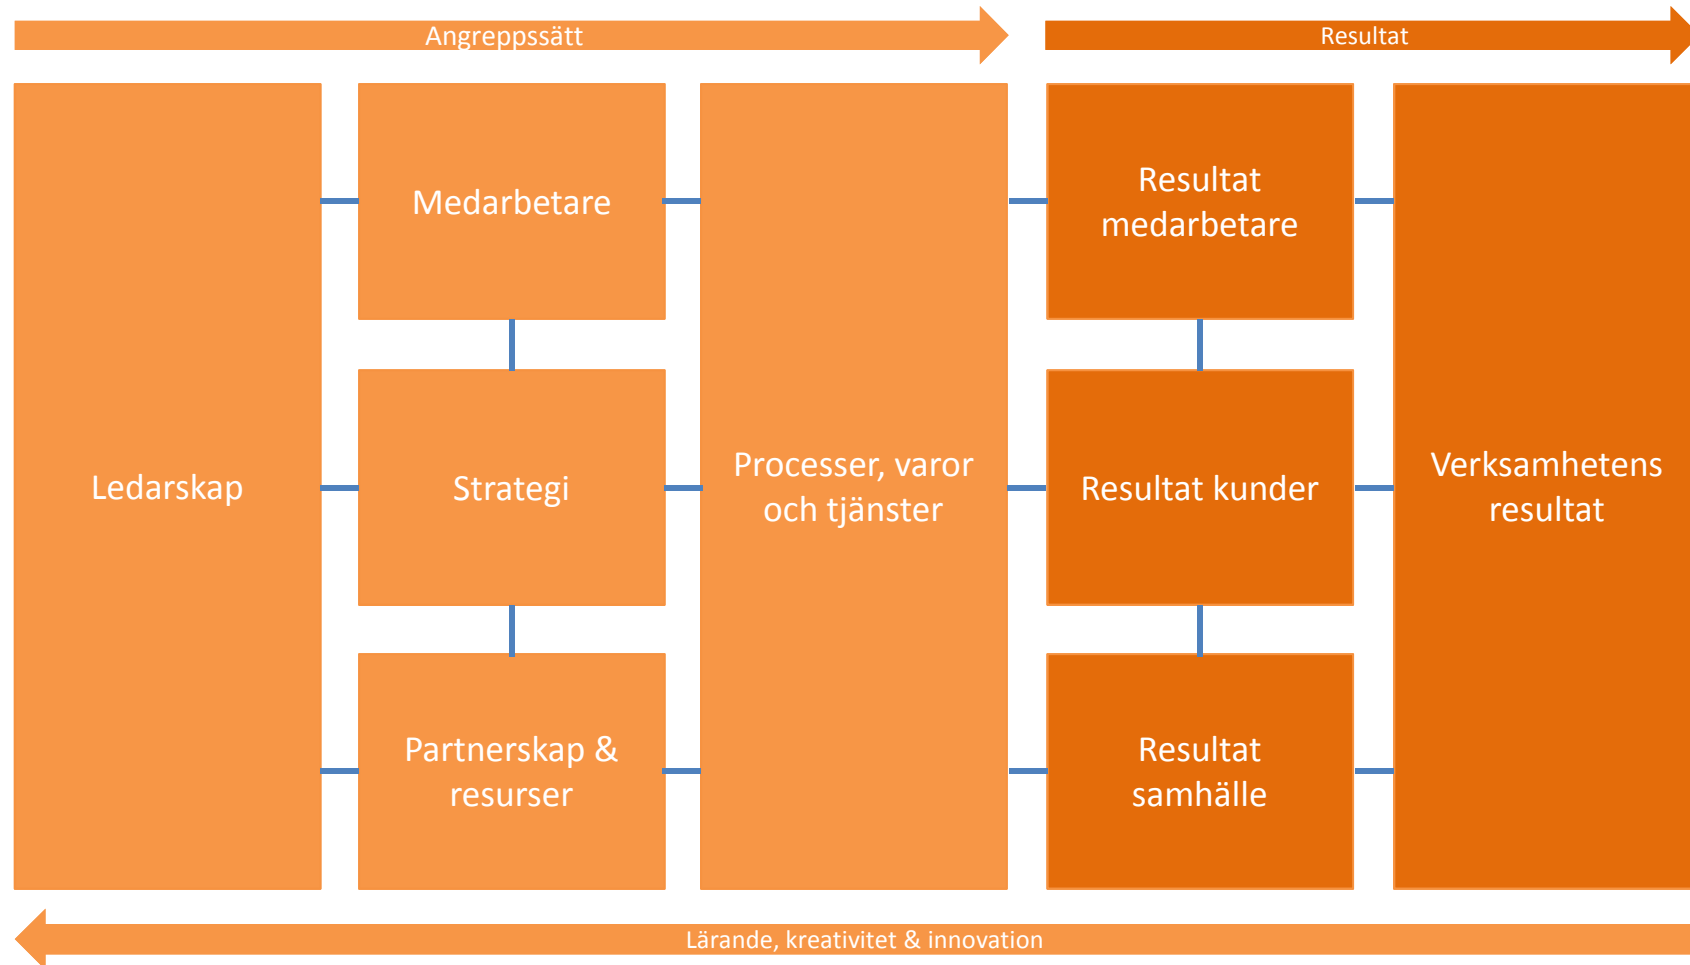 Angreppssätt
Resultat
Ledarskap
Medarbetare
Strategi
Partnerskap &
resurser
Processer, varor
och tjänster
Resultat
medarbetare
Resultat kunder
Resultat
samhälle
Verksamhetens
resultat
Lärande, kreativitet & innovation